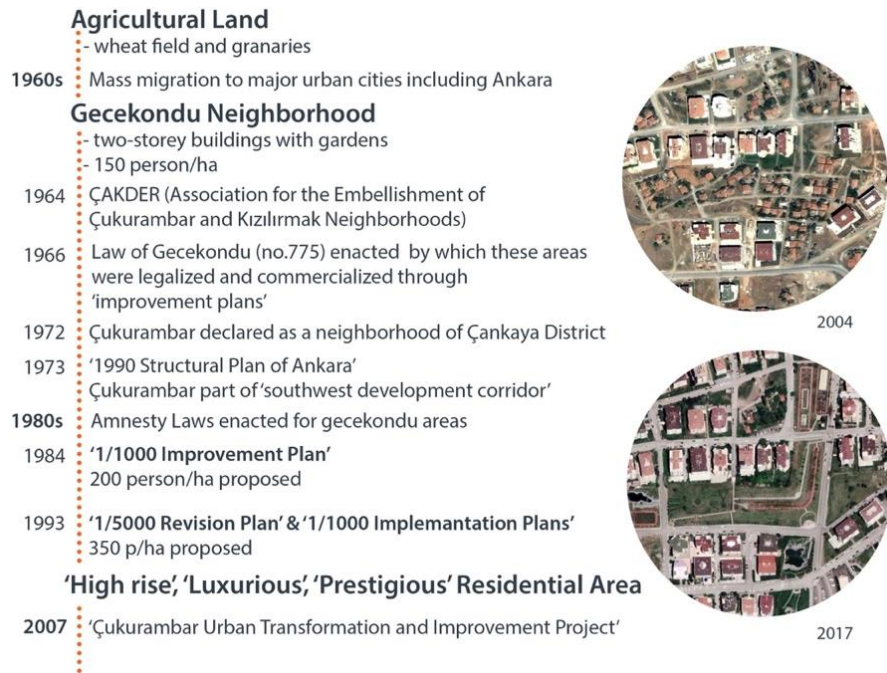 Agricultural Land
- wheat field and granaries
1960s Mass migration to major urban cities including Ankara
Gecekondu Neighborhood
- two-storey buildings with gardens
- 150 person/ha
1964 ÇAKDER (Association for the Embellishment of
Çukurambar and Kızılırmak Neighborhoods)
1966 Law of Gecekondu (no.775) enacted by which these areas
were legalized and commercialized through
‘improvement plans’
2004
1972 Çukurambar declared as a neighborhood of Çankaya District
1973 ‘1990 Structural Plan of Ankara’
Çukurambar part of ‘southwest development corridor’
1980s Amnesty Laws enacted for gecekondu areas
1984 ‘1/1000 Improvement Plan’
200 person/ha proposed
1993 ‘1/5000 Revision Plan’ & ‘1/1000 Implemantation Plans’
350 p/ha proposed
‘High rise’, ‘Luxurious’, ‘Prestigious’ Residential Area
2007 ‘Çukurambar Urban Transformation and Improvement Project’
2017